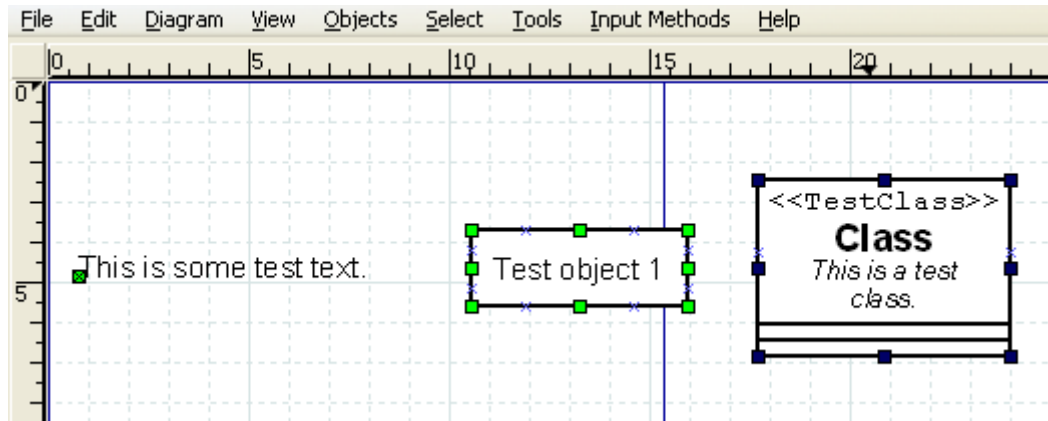 File Edit Diagram View Objects Select Tools Input Methods Help
0 5 10 15 20
0
<<TestClass>>
Class
This is some test text.
Test object 1
This is a test
class.
5